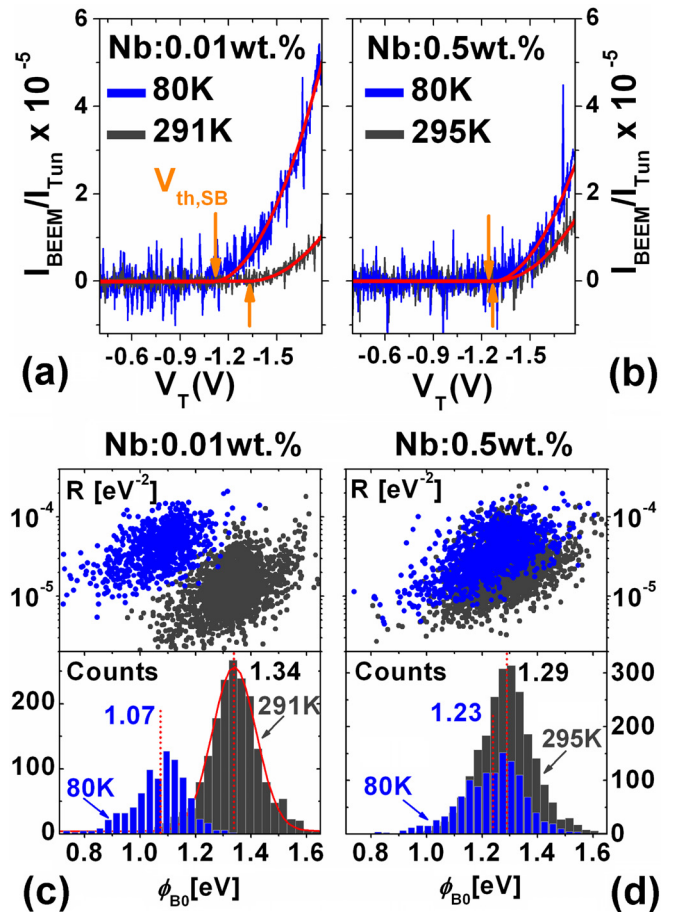 Nb:0.01wt.%
80K
291K
V_th,SB
I_BEEM/I_Tun x 10^-5
6
4
2
0
-0.6 -0.9 -1.2 -1.5
V_T(V)
(a)
Nb:0.5wt.%
80K
295K
I_BEEM/I_Tun x 10^-5
6
4
2
0
-0.6 -0.9 -1.2 -1.5
V_T(V)
(b)
Nb:0.01wt.%
R [eV^-2]
10^-4
10^-5
Counts
1.34
1.07
291K
80K
200
100
0
0.8 1.0 1.2 1.4 1.6
ϕ_B0[eV]
(c)
Nb:0.5wt.%
R [eV^-2]
10^-4
10^-5
Counts
1.29
1.23
295K
80K
300
200
100
0
0.8 1.0 1.2 1.4 1.6
ϕ_B0[eV]
(d)